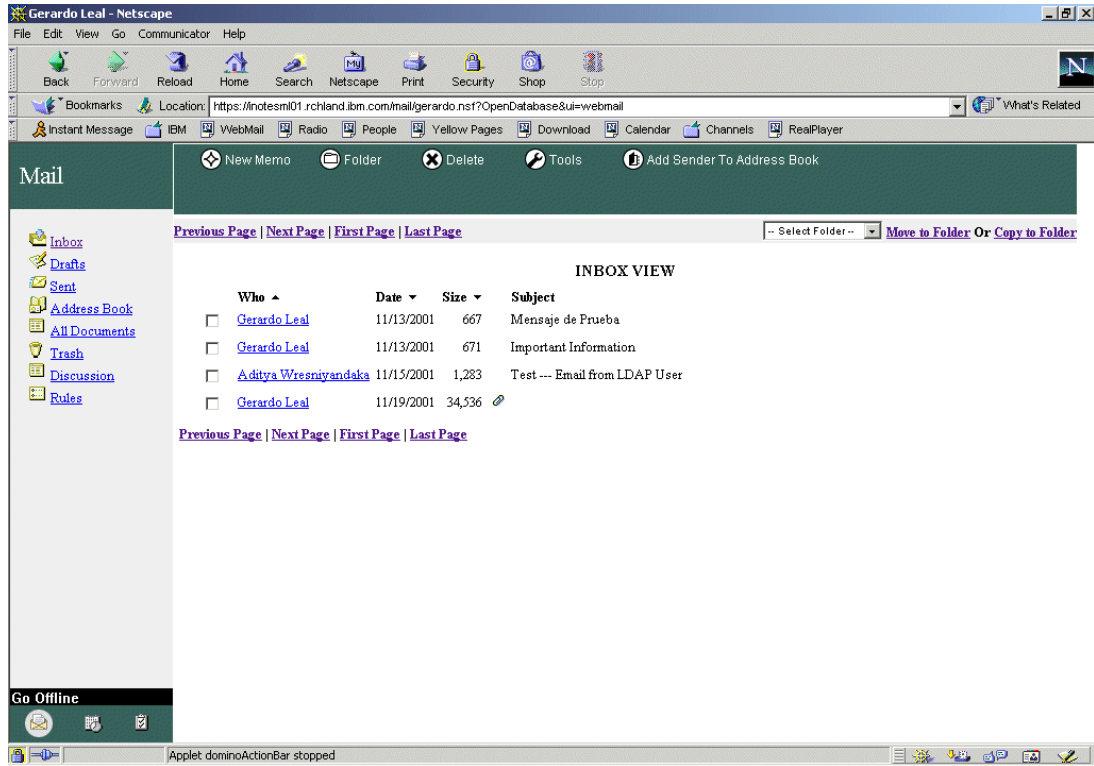 Gerardo Leal - Netscape
File Edit View Go Communicator Help
Back Forward Reload Home Search Netscape Print Security Shop Stop
My
N
Bookmarks Location: https://inotesml01.rchland.ibm.com/mail/gerardo.nsf?OpenDatabase&ui=webmail What's Related
Instant Message IBM WebMail Radio People Yellow Pages Download Calendar Channels RealPlayer
Mail
New Memo Folder Delete Tools Add Sender To Address Book
Previous Page | Next Page | First Page | Last Page
-- Select Folder -- Move to Folder Or Copy to Folder
Inbox
Drafts
Sent
Address Book
All Documents
Trash
Discussion
Rules
INBOX VIEW
Who Date Size Subject
Gerardo Leal 11/13/2001 667 Mensaje de Prueba
Gerardo Leal 11/13/2001 671 Important Information
Aditya Wresniyandaka 11/15/2001 1,283 Test --- Email from LDAP User
Gerardo Leal 11/19/2001 34,536
Previous Page | Next Page | First Page | Last Page
Go Offline
Applet dominoActionBar stopped